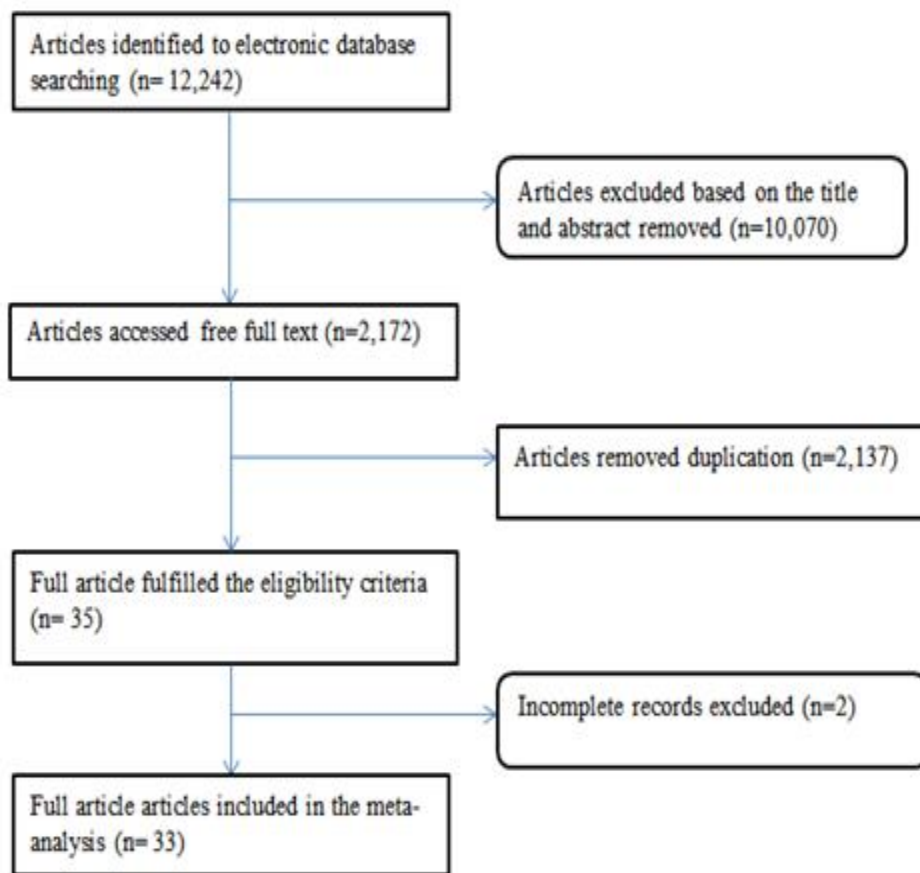 Articles identified to electronic database
searching (n= 12,242)
Articles excluded based on the title
and abstract removed (n=10,070)
Articles accessed free full text (n=2,172)
Articles removed duplication (n=2,137)
Full article fulfilled the eligibility criteria
(n= 35)
Incomplete records excluded (n=2)
Full article articles included in the meta-
analysis (n= 33)